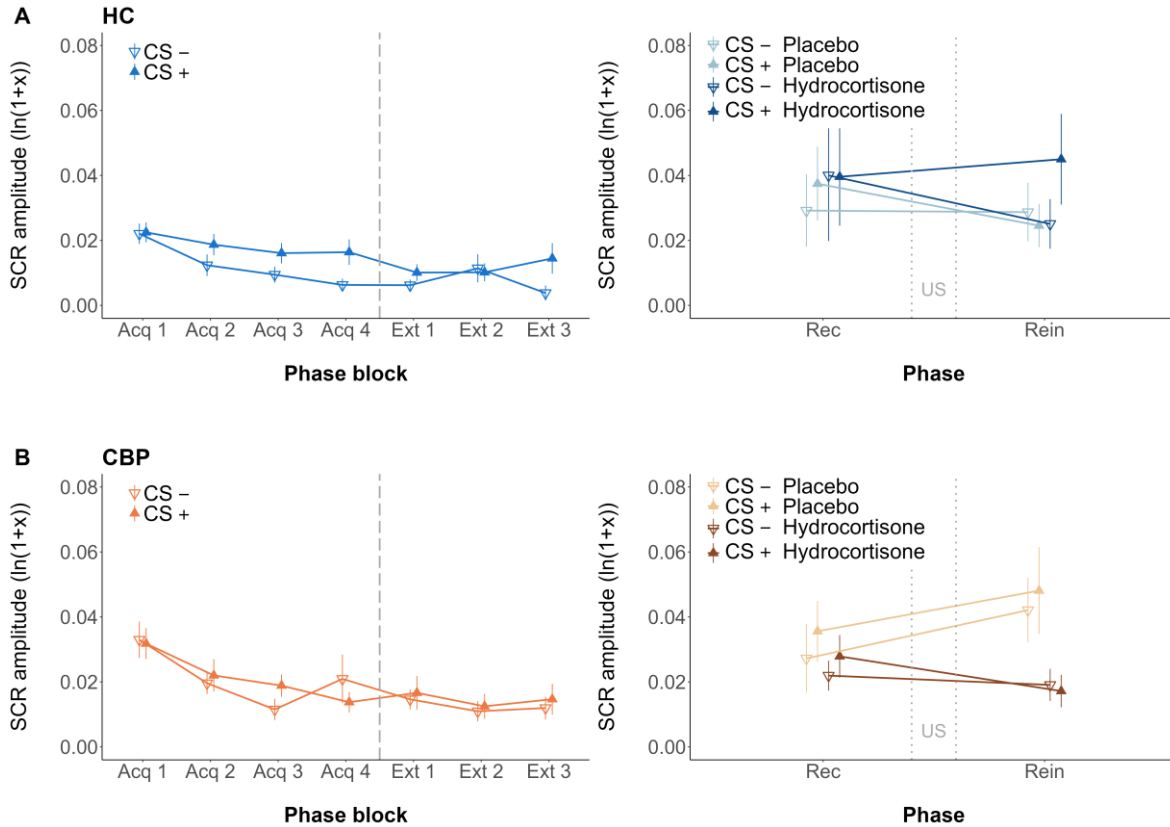 A HC
0.08
0.06
0.04
0.02
0.00
SCR amplitude (ln(1+x))
CS −
CS +
Acq 1 Acq 2 Acq 3 Acq 4 Ext 1 Ext 2 Ext 3
Phase block
0.08
0.06
0.04
0.02
0.00
SCR amplitude (ln(1+x))
CS − Placebo
CS + Placebo
CS − Hydrocortisone
CS + Hydrocortisone
US
Rec Rein
Phase
B CBP
0.08
0.06
0.04
0.02
0.00
SCR amplitude (ln(1+x))
CS −
CS +
Acq 1 Acq 2 Acq 3 Acq 4 Ext 1 Ext 2 Ext 3
Phase block
0.08
0.06
0.04
0.02
0.00
SCR amplitude (ln(1+x))
CS − Placebo
CS + Placebo
CS − Hydrocortisone
CS + Hydrocortisone
US
Rec Rein
Phase